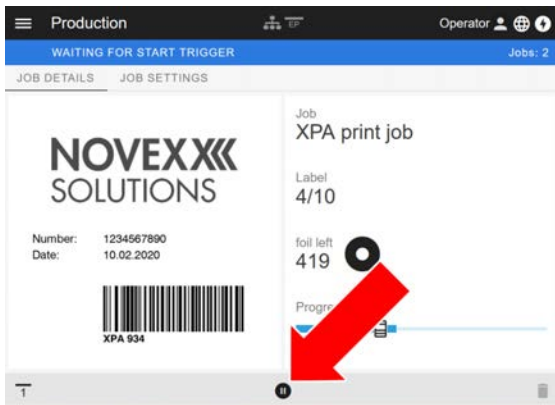 Production
EP
Operator
WAITING FOR START TRIGGER
Jobs: 2
JOB DETAILS
JOB SETTINGS
NOVEXX
SOLUTIONS
Number: 1234567890
Date: 10.02.2020
XPA 934
Job
XPA print job
Label
4/10
foil left
419
1